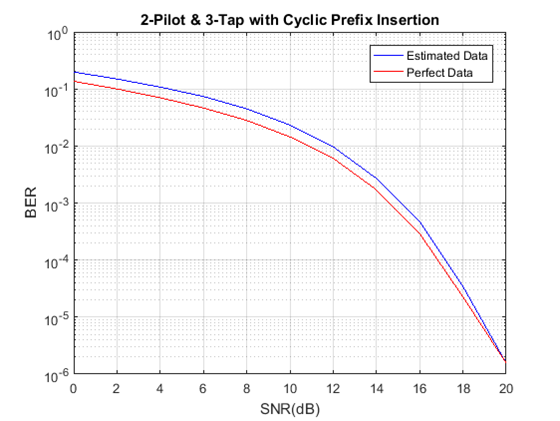 2-Pilot & 3-Tap with Cyclic Prefix Insertion
Estimated Data
Perfect Data
BER
10^0
10^-1
10^-2
10^-3
10^-4
10^-5
10^-6
0 2 4 6 8 10 12 14 16 18 20
SNR(dB)